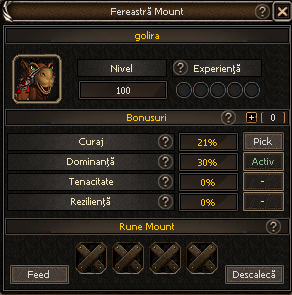 Fereastră Mount
golira
Nivel ? Experiență
100
Bonusuri ? + [ 0 ]
Curaj ? 21% Pick
Dominanță ? 30% Activ
Tenacitate ? 0% -
Reziliență ? 0% -
Rune Mount ?
Feed Descalecă